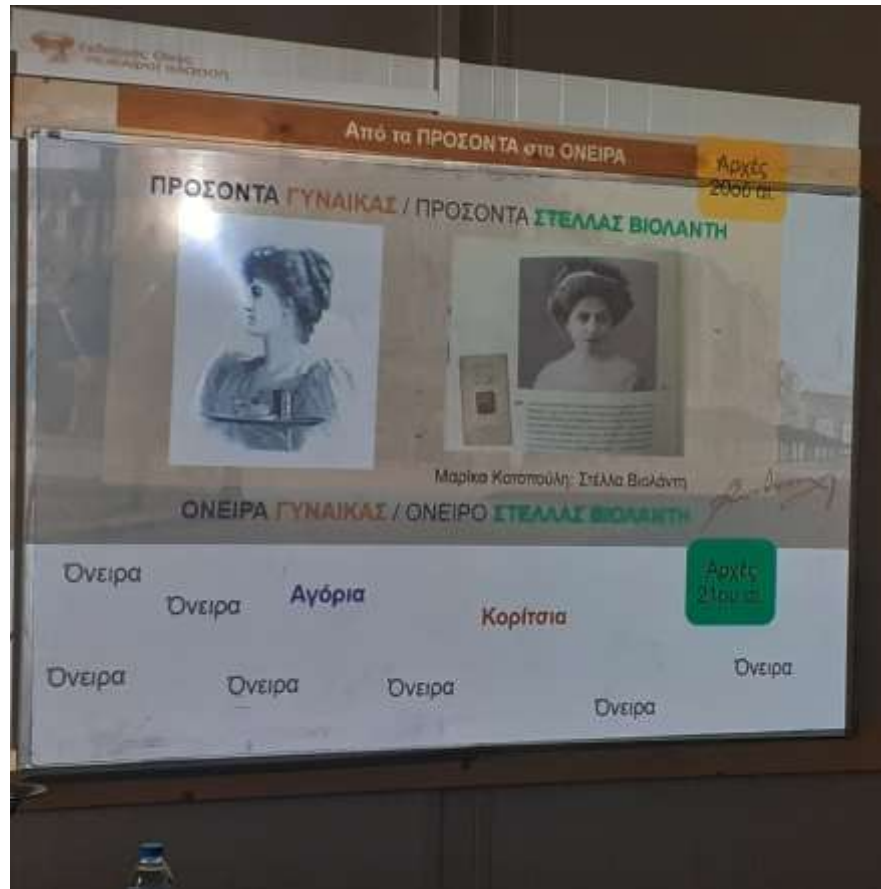 Από τα ΠΡΟΣΟΝΤΑ στα ΟΝΕΙΡΑ
Αρχές
20ού αι.
ΠΡΟΣΟΝΤΑ ΓΥΝΑΙΚΑΣ / ΠΡΟΣΟΝΤΑ ΣΤΕΛΛΑΣ ΒΙΟΛΑΝΤΗ
Μαρίκα Κοτοπούλη: Στέλλα Βιολάντη
ΟΝΕΙΡΑ ΓΥΝΑΙΚΑΣ / ΟΝΕΙΡΟ ΣΤΕΛΛΑΣ ΒΙΟΛΑΝΤΗ
Αρχές
21ου αι.
Όνειρα
Όνειρα
Αγόρια
Κορίτσια
Όνειρα
Όνειρα
Όνειρα
Όνειρα
Όνειρα